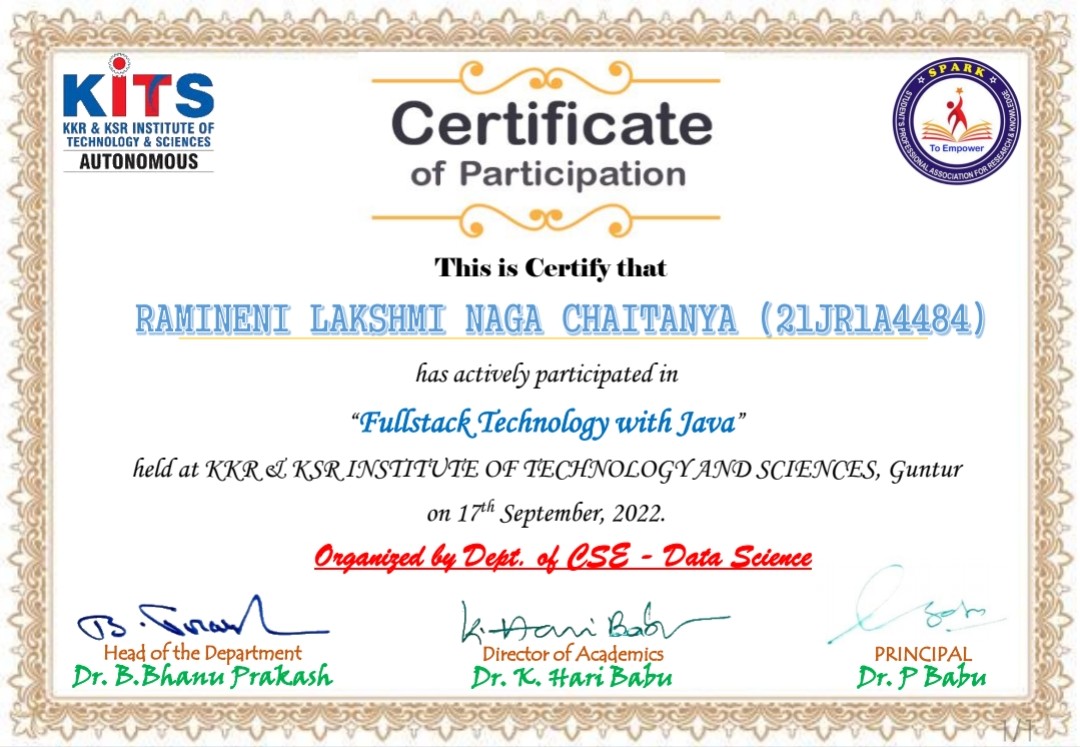 KiTS
KKR & KSR INSTITUTE OF
TECHNOLOGY & SCIENCES
AUTONOMOUS
Certificate
of Participation
SPARK
STUDENT'S PROFESSIONAL ASSOCIATION FOR RESEARCH & KNOWLEDGE
To Empower
This is Certify that
RAMINENI LAKSHMI NAGA CHAITANYA (21JR1A4484)
has actively participated in
“Fullstack Technology with Java”
held at KKR & KSR INSTITUTE OF TECHNOLOGY AND SCIENCES, Guntur
on 17th September, 2022.
Organized by Dept. of CSE - Data Science
K. Hari Babu
Head of the Department
Director of Academics
PRINCIPAL
Dr. B.Bhanu Prakash
Dr. K. Hari Babu
Dr. P Babu
1/1